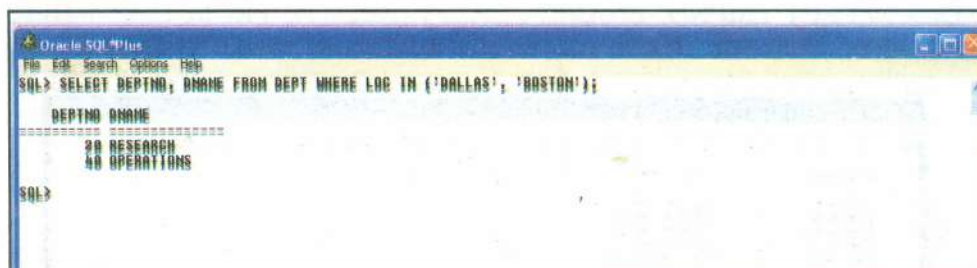 Oracle SQL*Plus
File Edit Search Options Help
SQL> SELECT DEPTNO, DNAME FROM DEPT WHERE LOC IN ('DALLAS', 'BOSTON');
DEPTNO DNAME
---------- --------------
20 RESEARCH
40 OPERATIONS
SQL>